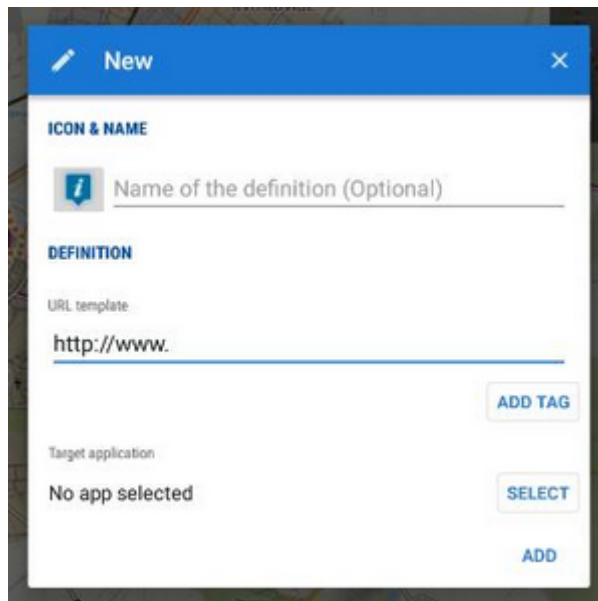 New
ICON & NAME
Name of the definition (Optional)
DEFINITION
URL template
http://www.
ADD TAG
Target application
No app selected
SELECT
ADD